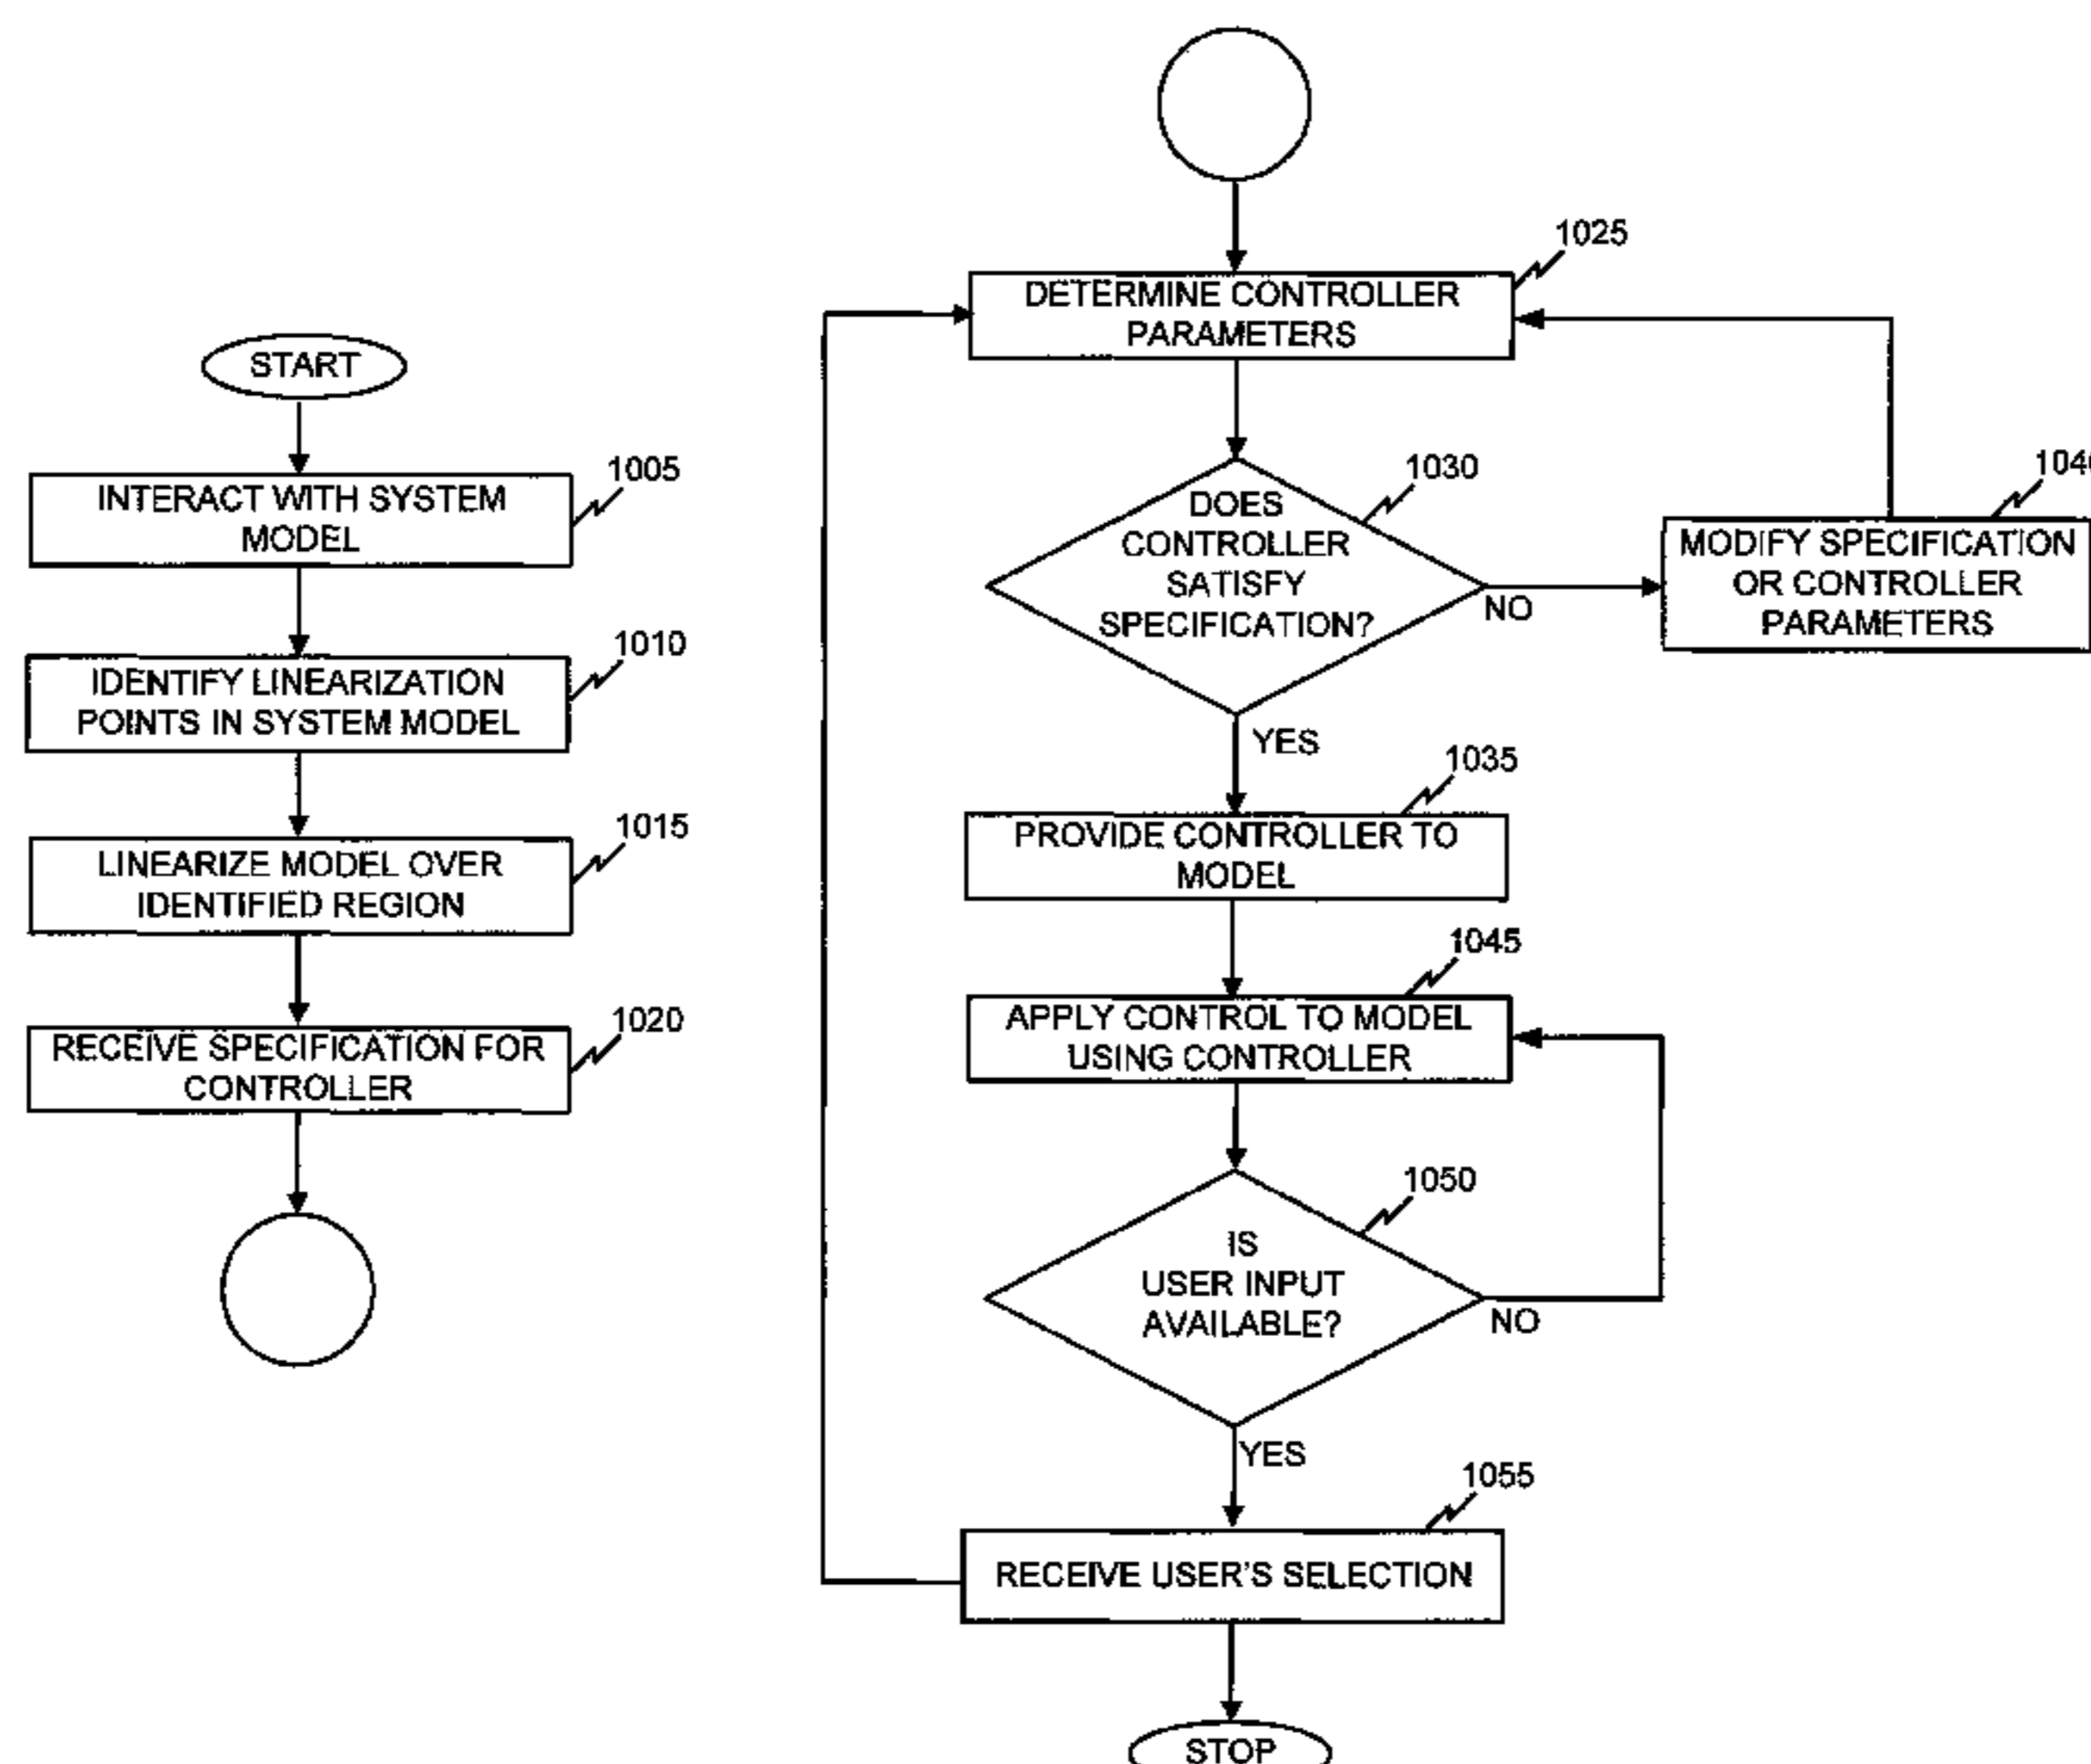 START
1005
INTERACT WITH SYSTEM
MODEL
1010
IDENTIFY LINEARIZATION
POINTS IN SYSTEM MODEL
1015
LINEARIZE MODEL OVER
IDENTIFIED REGION
1020
RECEIVE SPECIFICATION FOR
CONTROLLER
1025
DETERMINE CONTROLLER
PARAMETERS
1030
DOES
CONTROLLER
SATISFY
SPECIFICATION?
NO
1040
MODIFY SPECIFICATION
OR CONTROLLER
PARAMETERS
YES
1035
PROVIDE CONTROLLER TO
MODEL
1045
APPLY CONTROL TO MODEL
USING CONTROLLER
1050
IS
USER INPUT
AVAILABLE?
NO
YES
1055
RECEIVE USER'S SELECTION
STOP